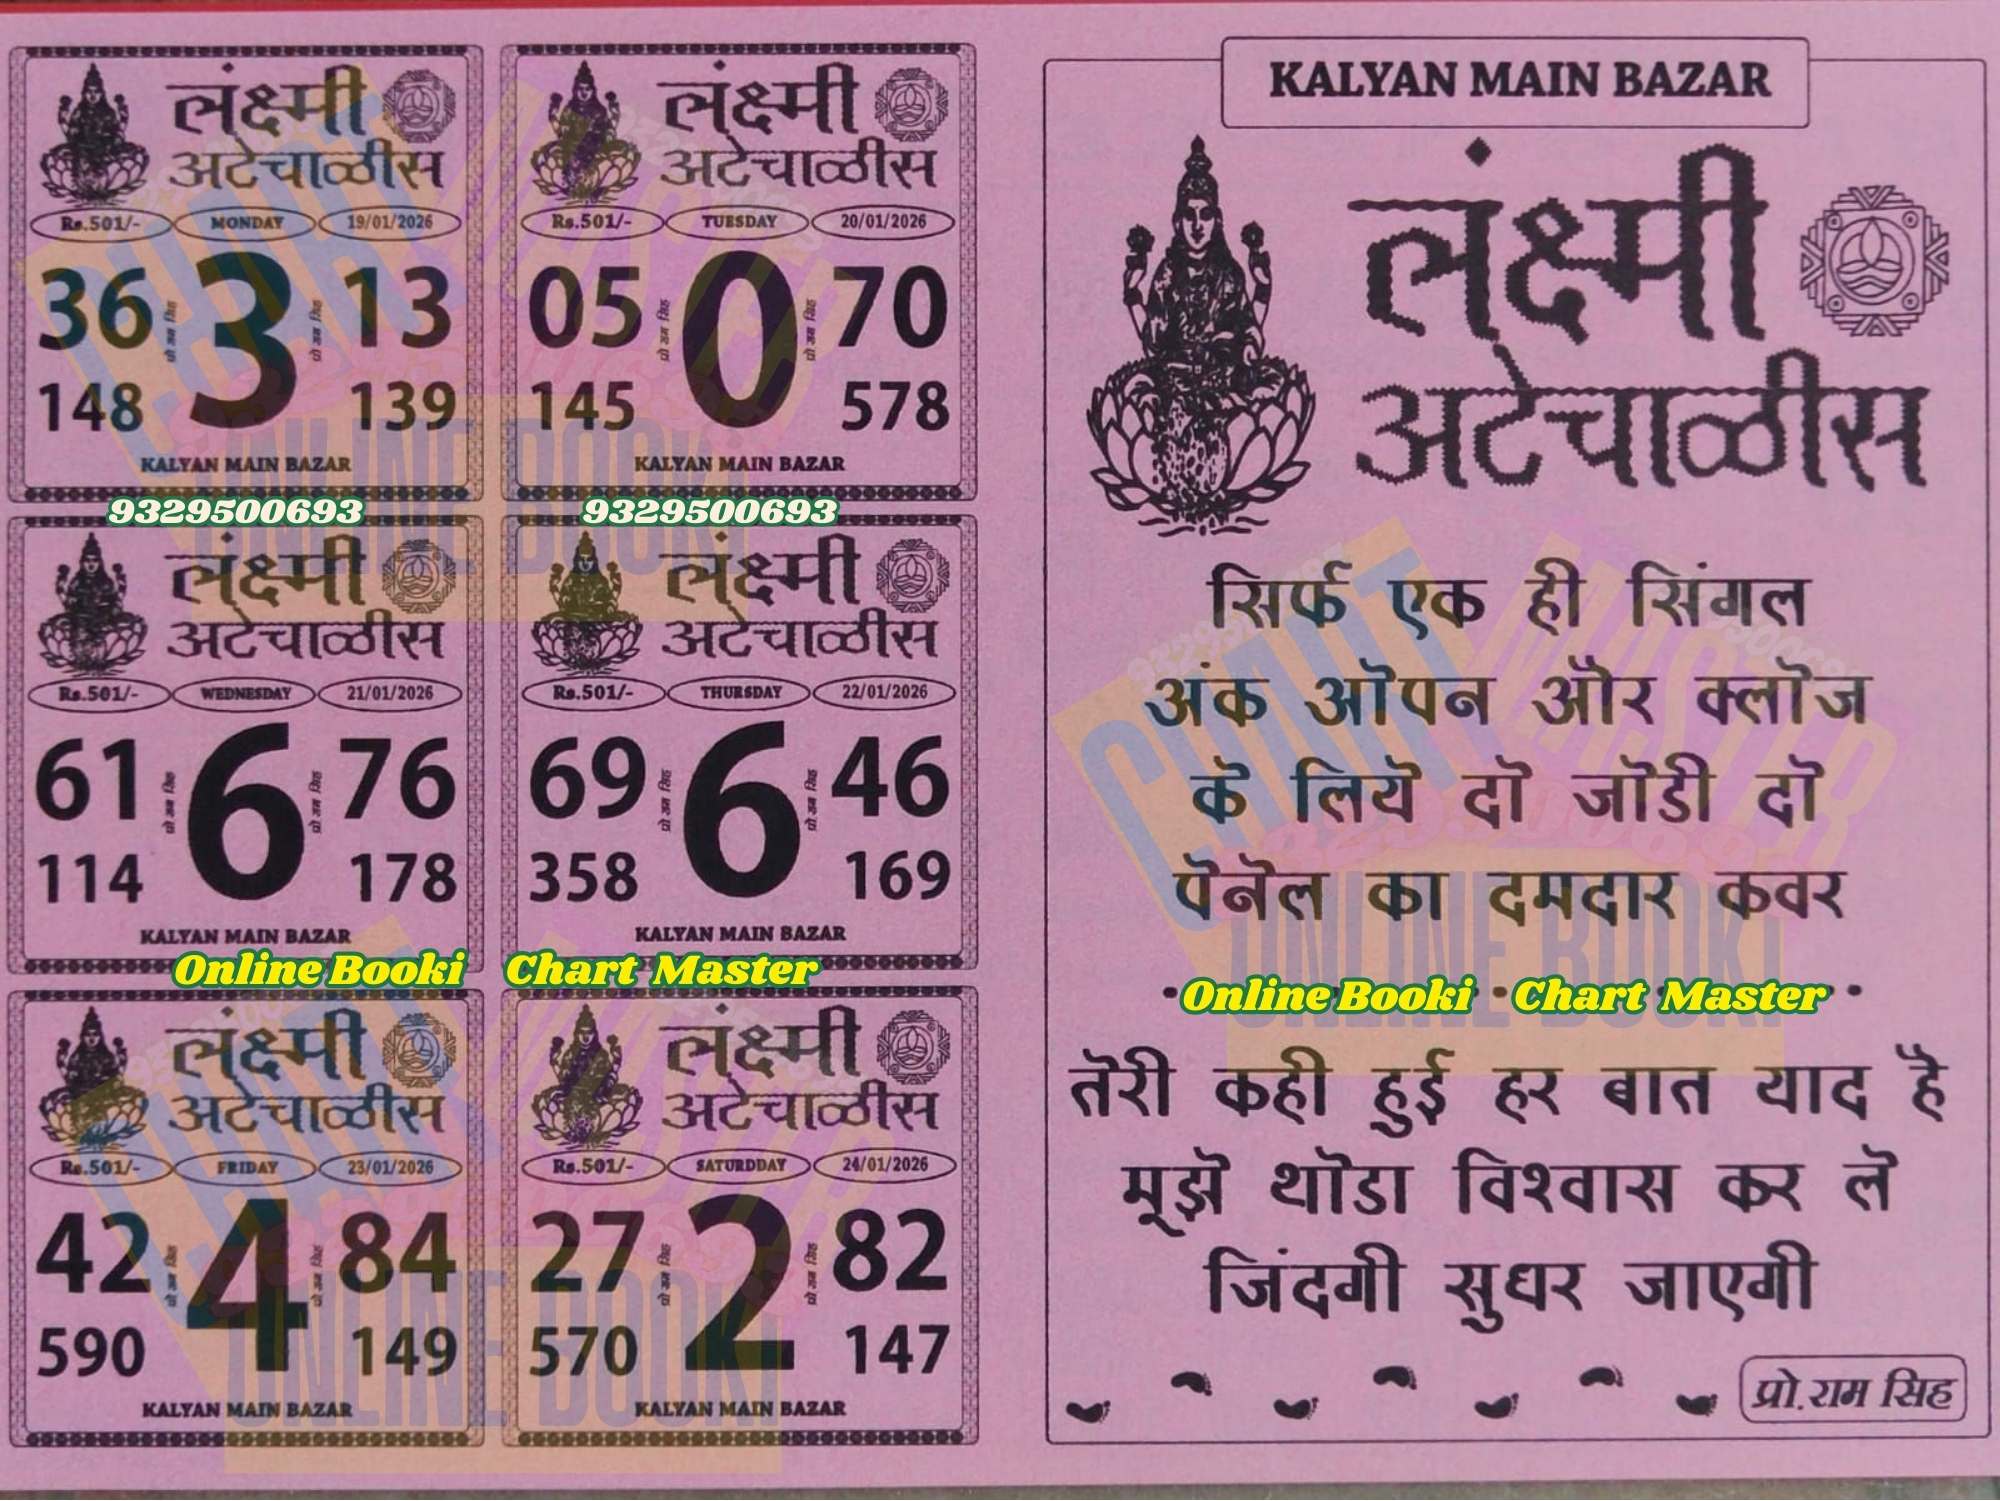 लंक्ष्मी
अटेचाळीस
Rs.501/- MONDAY 19/01/2026
36 3 13
148 139
KALYAN MAIN BAZAR
लंक्ष्मी
अटेचाळीस
Rs.501/- TUESDAY 20/01/2026
05 0 70
145 578
KALYAN MAIN BAZAR
9329500693 9329500693
लंक्ष्मी
अटेचाळीस
Rs.501/- WEDNESDAY 21/01/2026
61 6 76
114 178
KALYAN MAIN BAZAR
लंक्ष्मी
अटेचाळीस
Rs.501/- THURSDAY 22/01/2026
69 6 46
358 169
KALYAN MAIN BAZAR
Online Booki Chart Master
लंक्ष्मी
अटेचाळीस
Rs.501/- FRIDAY 23/01/2026
42 4 84
590 149
KALYAN MAIN BAZAR
लंक्ष्मी
अटेचाळीस
Rs.501/- SATURDDAY 24/01/2026
27 2 82
570 147
KALYAN MAIN BAZAR
KALYAN MAIN BAZAR
लंक्ष्मी
अटेचाळीस
सिर्फ एक ही सिंगल
अंक ऒपन और क्लॊज
कॆ लियॆ दॊ जॊडी दॊ
पॆनॆल का दमदार कवर
Online Booki Chart Master
तॆरी कही हुई हर बात याद है
मूझॆ थॊडा विश्वास कर लॆ
जिंदगी सुधर जाएगी
प्रो.राम सिह
CHART MASTER
ONLINE BOOKI